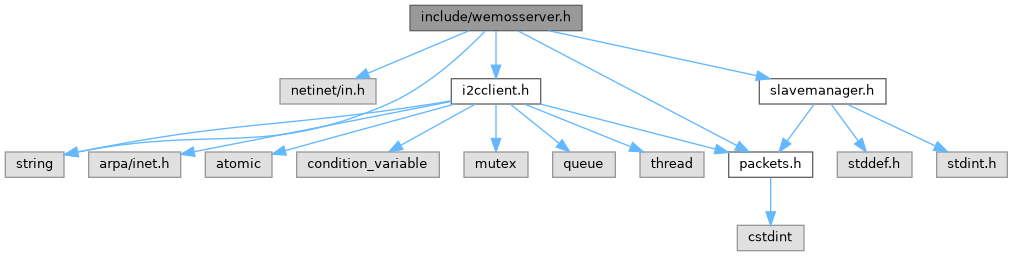 include/wemosserver.h
netinet/in.h
i2cclient.h
slavemanager.h
string
arpa/inet.h
atomic
condition_variable
mutex
queue
thread
packets.h
stddef.h
stdint.h
cstdint